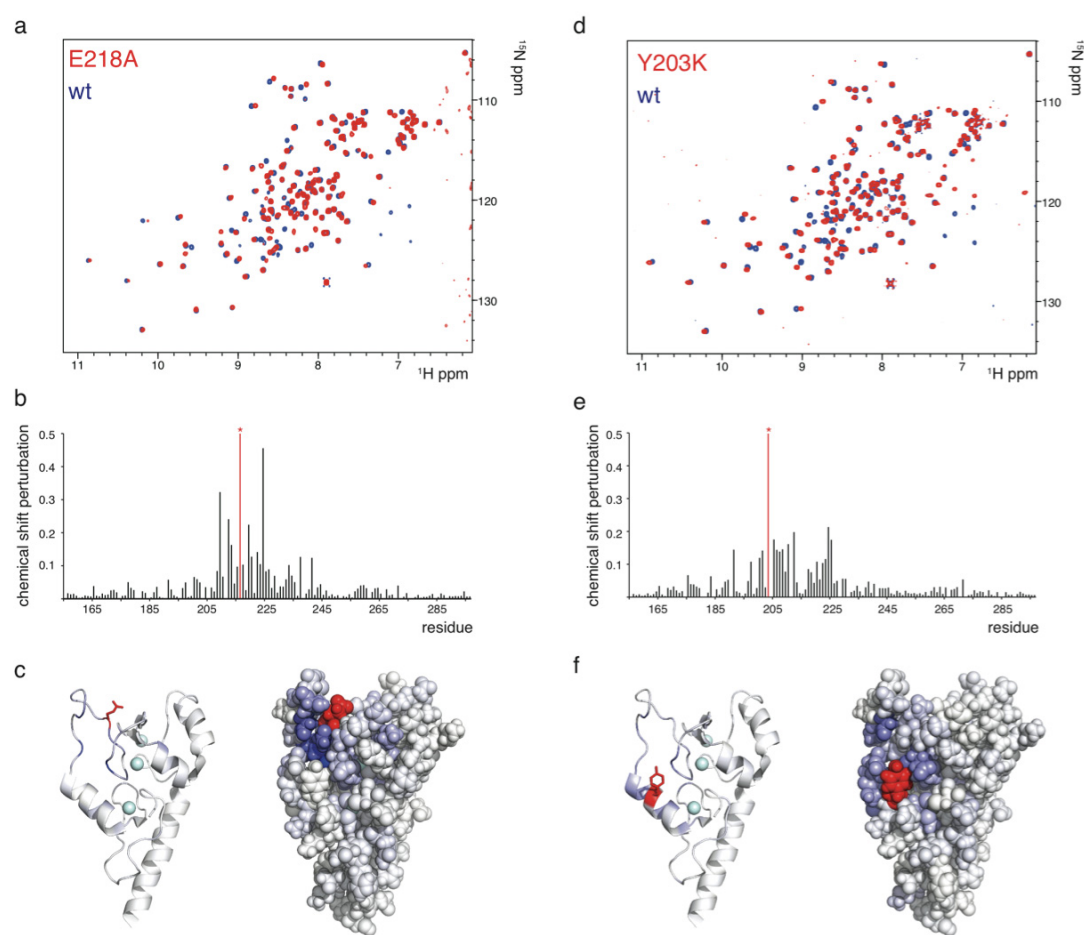 a
E218A
wt
15N ppm
110
120
130
11 10 9 8 7
1H ppm
d
Y203K
wt
15N ppm
110
120
130
11 10 9 8 7
1H ppm
b
chemical shift perturbation
0.5
0.4
0.3
0.2
0.1
*
165 185 205 225 245 265 285
residue
e
chemical shift perturbation
0.5
0.4
0.3
0.2
0.1
*
165 185 205 225 245 265 285
residue
c
f